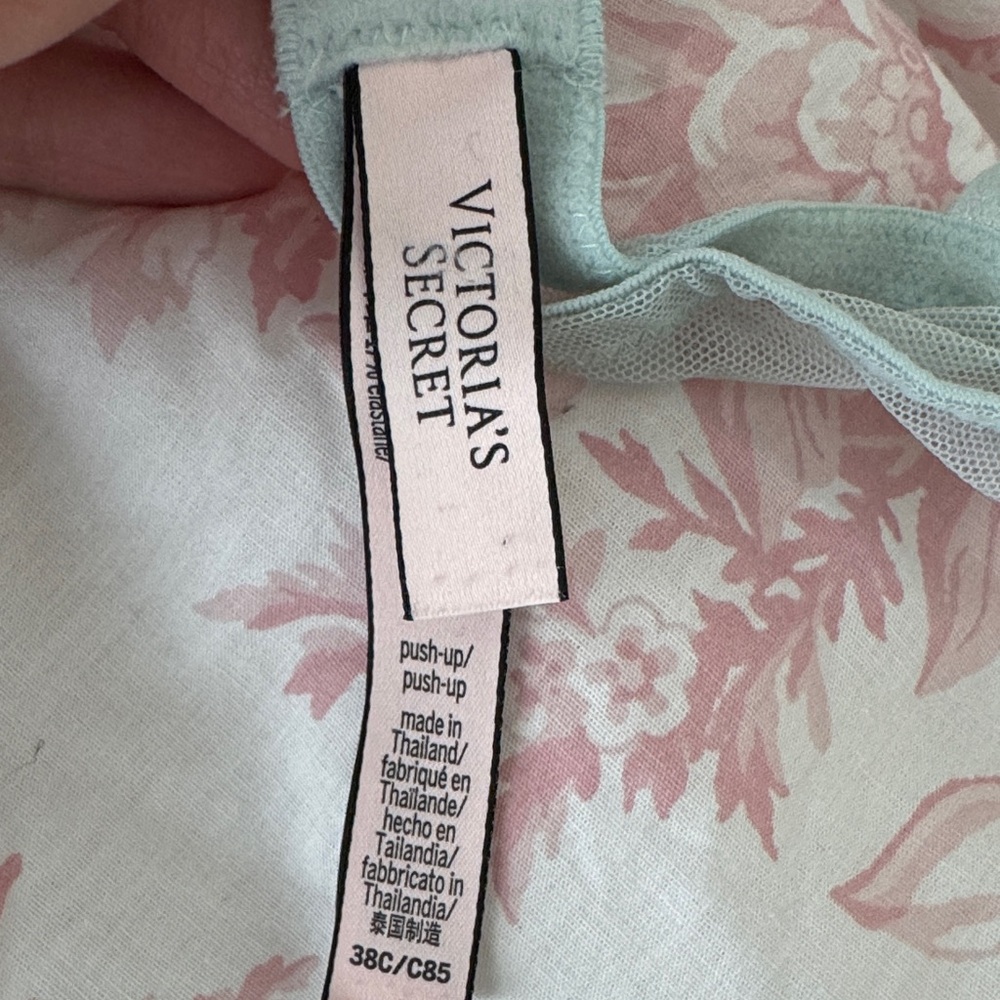 VICTORIA'S
SECRET
elastane/
push-up/
push-up
made in
Thailand/
fabriqué en
Thaïlande/
hecho en
Tailandia/
fabbricato in
Thailandia/
泰国制造
38C/C85